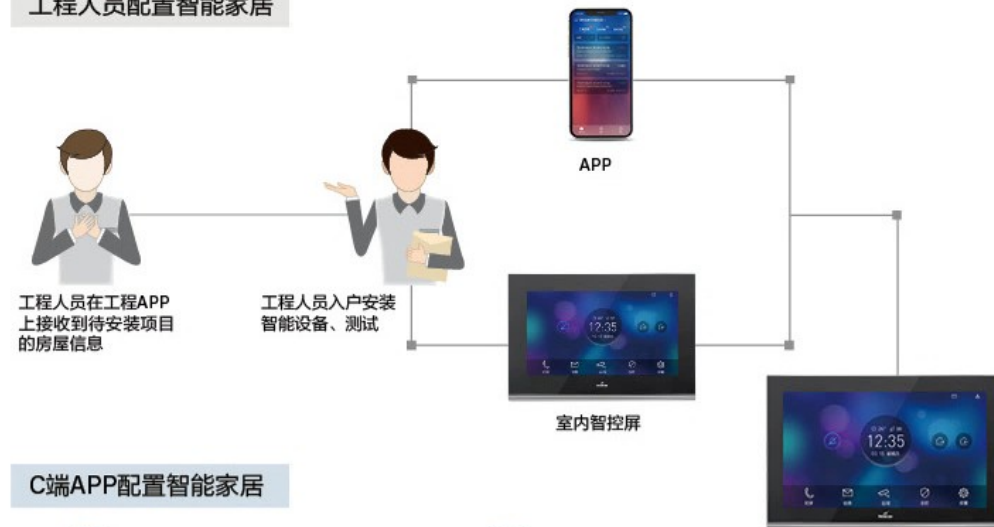 工程人员配置智能家居
APP
工程人员在工程APP
上接收到待安装项目
的房屋信息
工程人员入户安装
智能设备、测试
12:35
室内智控屏
12:35
C端APP配置智能家居